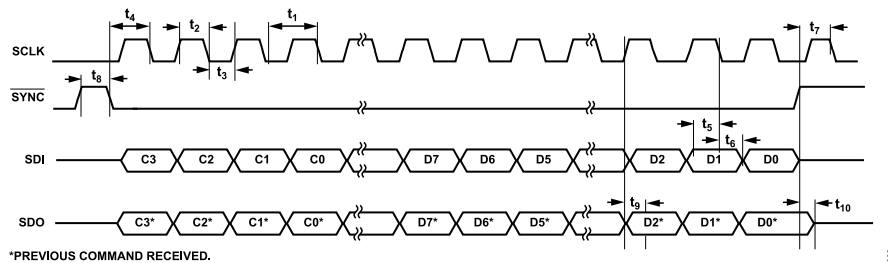 t4 t2 t1 t7
SCLK
t3
t8
SYNC
t5
t6
SDI C3 C2 C1 C0 D7 D6 D5 D2 D1 D0
t9
t10
SDO C3* C2* C1* C0* D7* D6* D5* D2* D1* D0*
*PREVIOUS COMMAND RECEIVED.